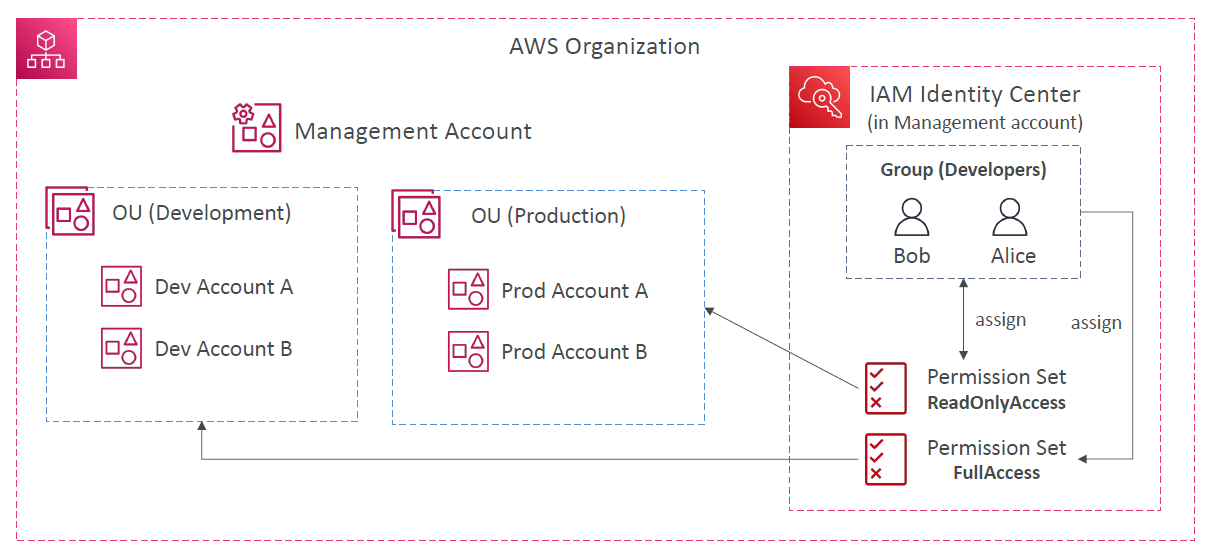 AWS Organization
Management Account
OU (Development)
Dev Account A
Dev Account B
OU (Production)
Prod Account A
Prod Account B
IAM Identity Center
(in Management account)
Group (Developers)
Bob
Alice
assign
assign
Permission Set
ReadOnlyAccess
Permission Set
FullAccess